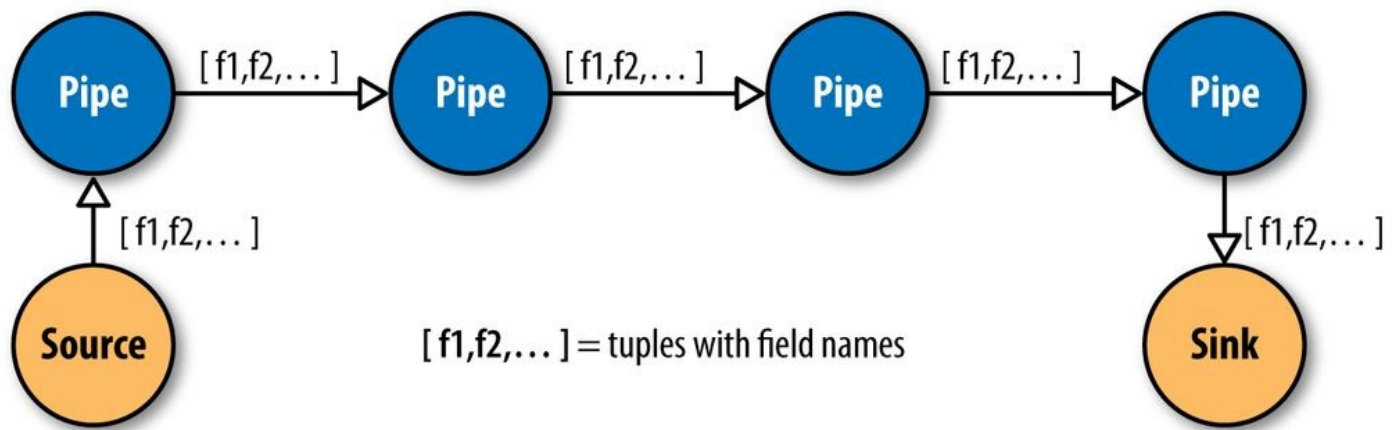 [ f1,f2,... ]
[ f1,f2,... ]
[ f1,f2,... ]
Pipe
Pipe
Pipe
Pipe
[ f1,f2,... ]
[ f1,f2,... ]
Source
[ f1,f2,... ] = tuples with field names
Sink